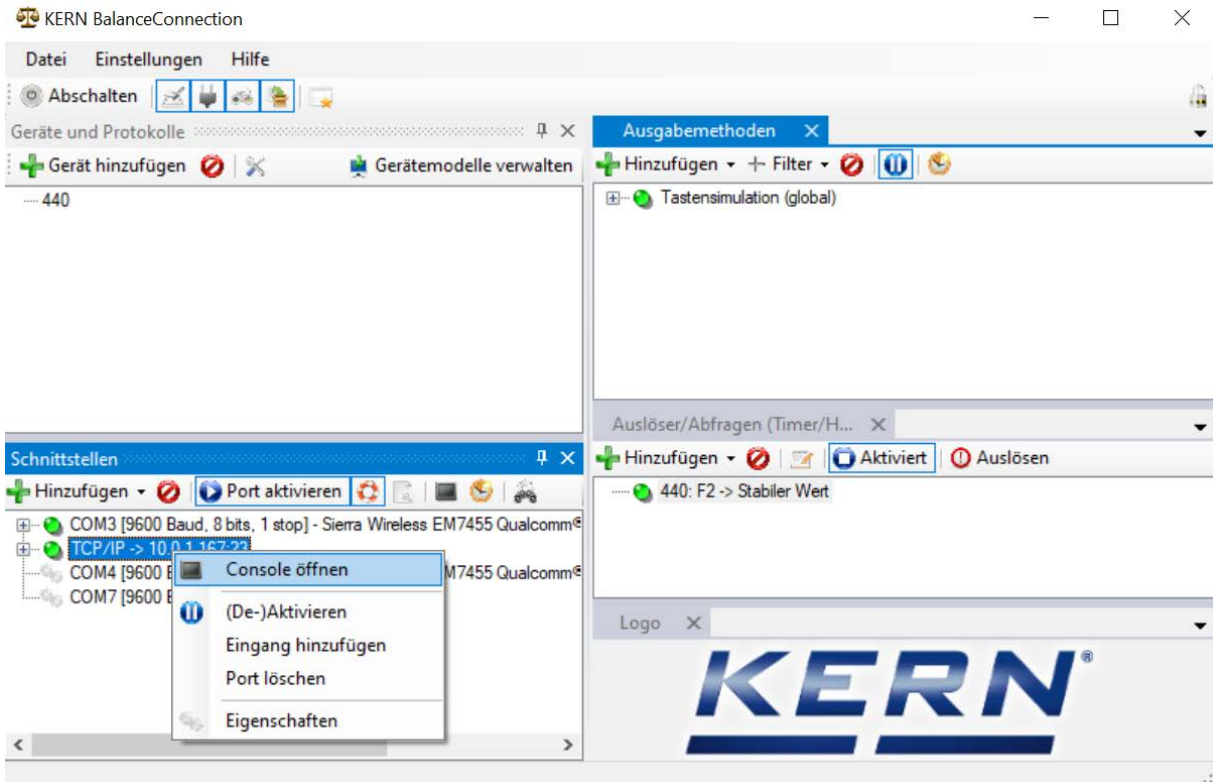 KERN BalanceConnection
Datei Einstellungen Hilfe
Abschalten
Geräte und Protokolle
Gerät hinzufügen Gerätemodelle verwalten
440
Ausgabemethoden
Hinzufügen Filter
Tastensimulation (global)
Auslöser/Abfragen (Timer/H...
Hinzufügen Aktiviert Auslösen
440: F2 -> Stabiler Wert
Schnittstellen
Hinzufügen Port aktivieren
COM3 [9600 Baud, 8 bits, 1 stop] - Sierra Wireless EM7455 Qualcomm®
TCP/IP -> 10.0.1.167:23
COM4 [9600 M7455 Qualcomm®
COM7 [9600
Console öffnen
(De-)Aktivieren
Eingang hinzufügen
Port löschen
Eigenschaften
Logo
KERN®